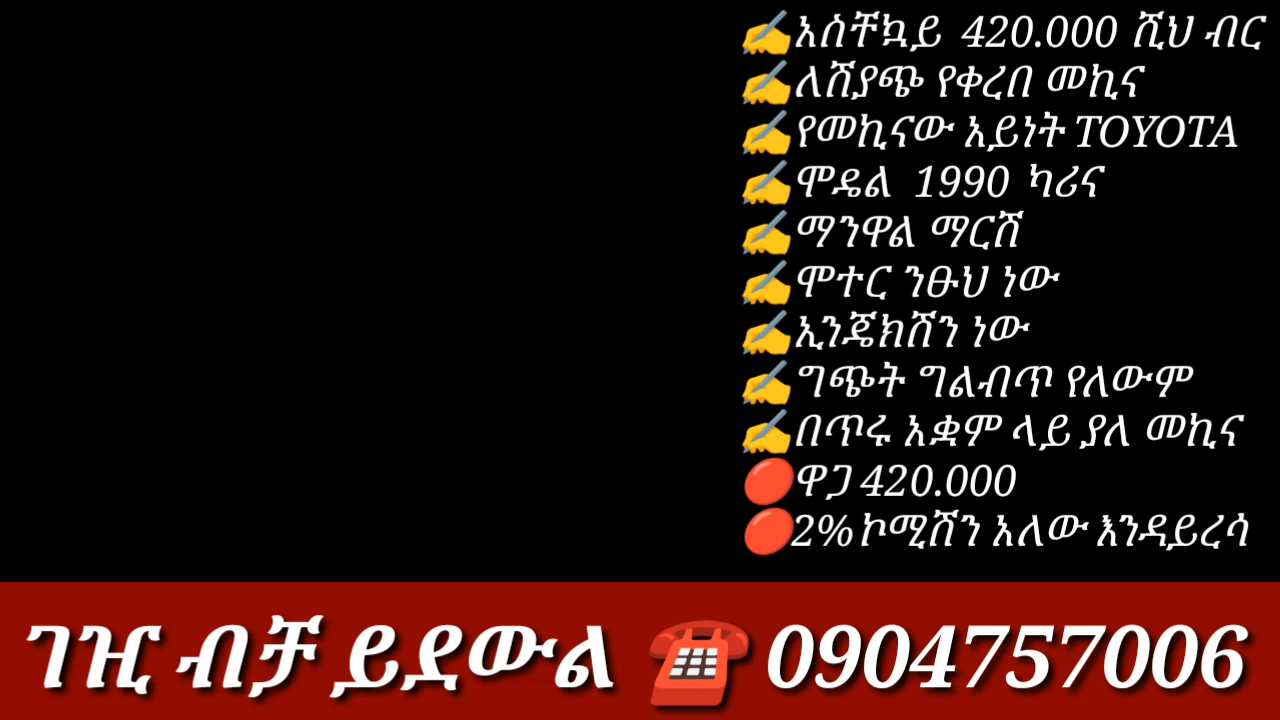 ✍️አስቸኳይ 420.000 ሺህ ብር
✍️ለሽያጭ የቀረበ መኪና
✍️የመኪናው አይነት TOYOTA
✍️ሞዴል 1990 ካሪና
✍️ማንዋል ማርሽ
✍️ሞተር ንፁህ ነው
✍️ኢንጄክሽን ነው
✍️ግጭት ግልብጥ የለውም
✍️በጥሩ አቋም ላይ ያለ መኪና
🔴ዋጋ 420.000
🔴2%ኮሚሽን አለው እንዳይረሳ
ገዢ ብቻ ይደውል ☎️ 0904757006